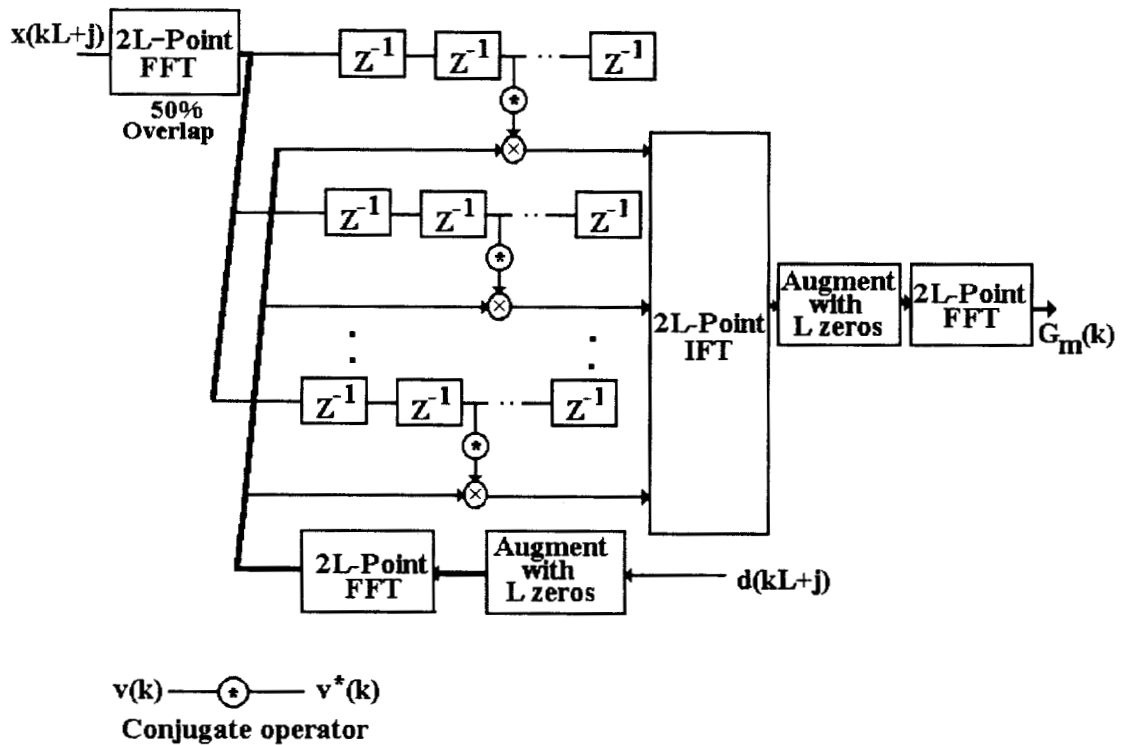 x(kL+j)
2L-Point
FFT
50%
Overlap
Z-1
Z-1
..
Z-1
*
×
Z-1
Z-1
..
Z-1
*
×
Z-1
Z-1
..
Z-1
*
×
2L-Point
IFT
Augment
with
L zeros
2L-Point
FFT
Gm(k)
2L-Point
FFT
Augment
with
L zeros
d(kL+j)
v(k) * v*(k)
Conjugate operator